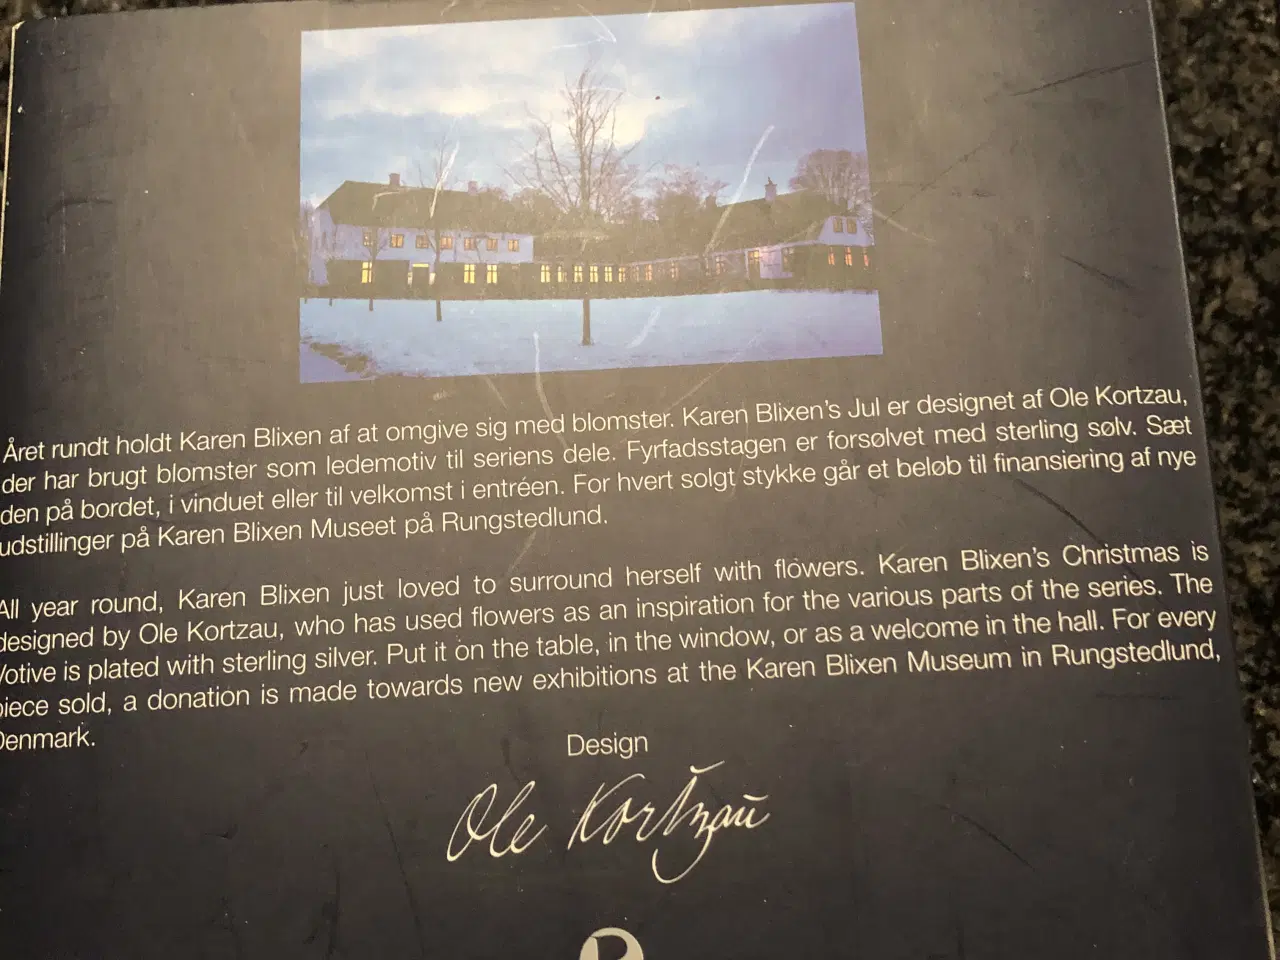 Året rundt holdt Karen Blixen af at omgive sig med blomster. Karen Blixen's Jul er designet af Ole Kortzau,
der har brugt blomster som ledemotiv til seriens dele. Fyrfadsstagen er forsølvet med sterling sølv. Sæt
den på bordet, i vinduet eller til velkomst i entréen. For hvert solgt stykke går et beløb til finansiering af nye
udstillinger på Karen Blixen Museet på Rungstedlund.
All year round, Karen Blixen just loved to surround herself with flowers. Karen Blixen's Christmas is
designed by Ole Kortzau, who has used flowers as an inspiration for the various parts of the series. The
Votive is plated with sterling silver. Put it on the table, in the window, or as a welcome in the hall. For every
piece sold, a donation is made towards new exhibitions at the Karen Blixen Museum in Rungstedlund,
Denmark.
Design
Ole Kortzau